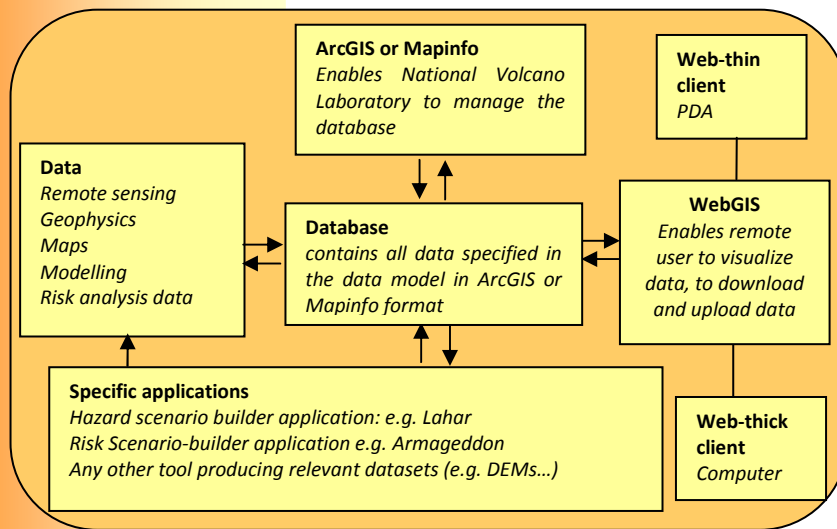 ArcGIS or Mapinfo
Enables National Volcano
Laboratory to manage the
database
Web-thin
client
PDA
Data
Remote sensing
Geophysics
Maps
Modelling
Risk analysis data
Database
contains all data specified in
the data model in ArcGIS or
Mapinfo format
WebGIS
Enables remote
user to visualize
data, to download
and upload data
Specific applications
Hazard scenario builder application: e.g. Lahar
Risk Scenario-builder application e.g. Armageddon
Any other tool producing relevant datasets (e.g. DEMs...)
Web-thick
client
Computer